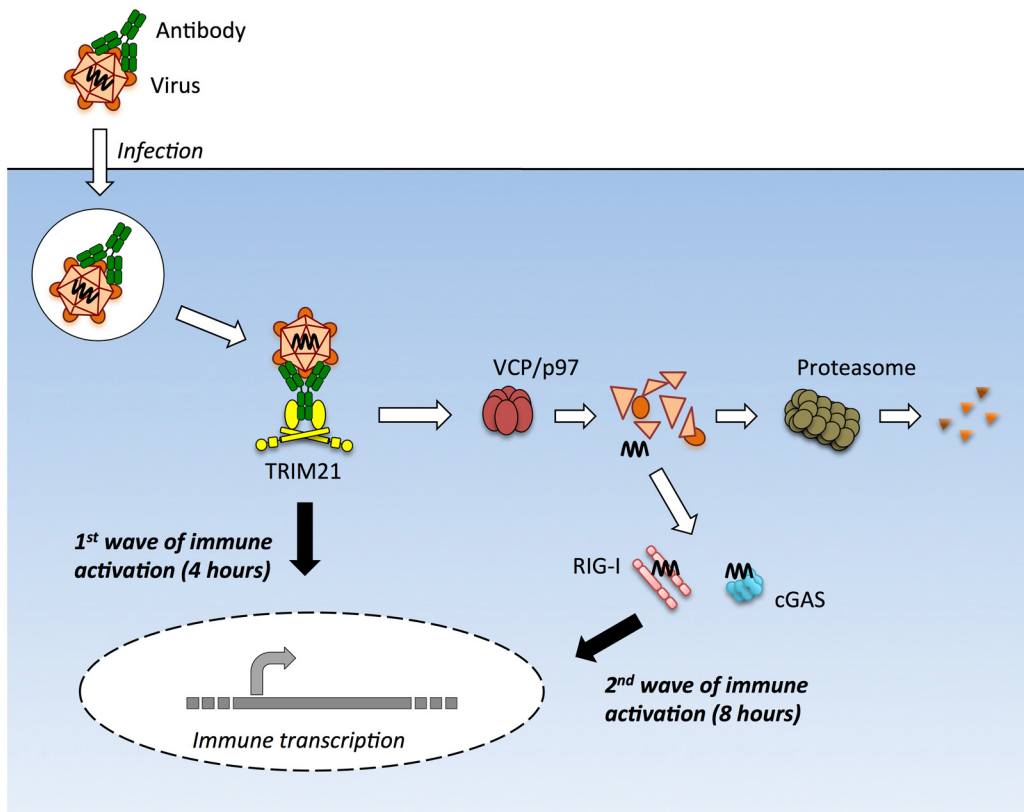 Antibody
Virus
Infection
VCP/p97
Proteasome
TRIM21
1st wave of immune
activation (4 hours)
RIG-I
cGAS
2nd wave of immune
activation (8 hours)
Immune transcription